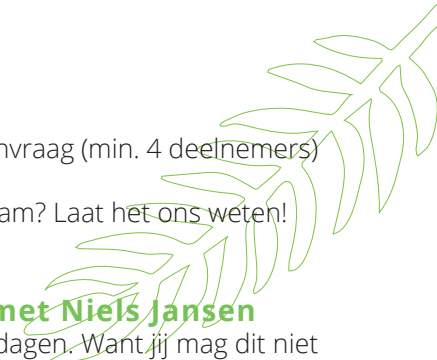 nvraag (min. 4 deelnemers)
am? Laat het ons weten!
met Niels Jansen
dagen. Want jij mag dit niet